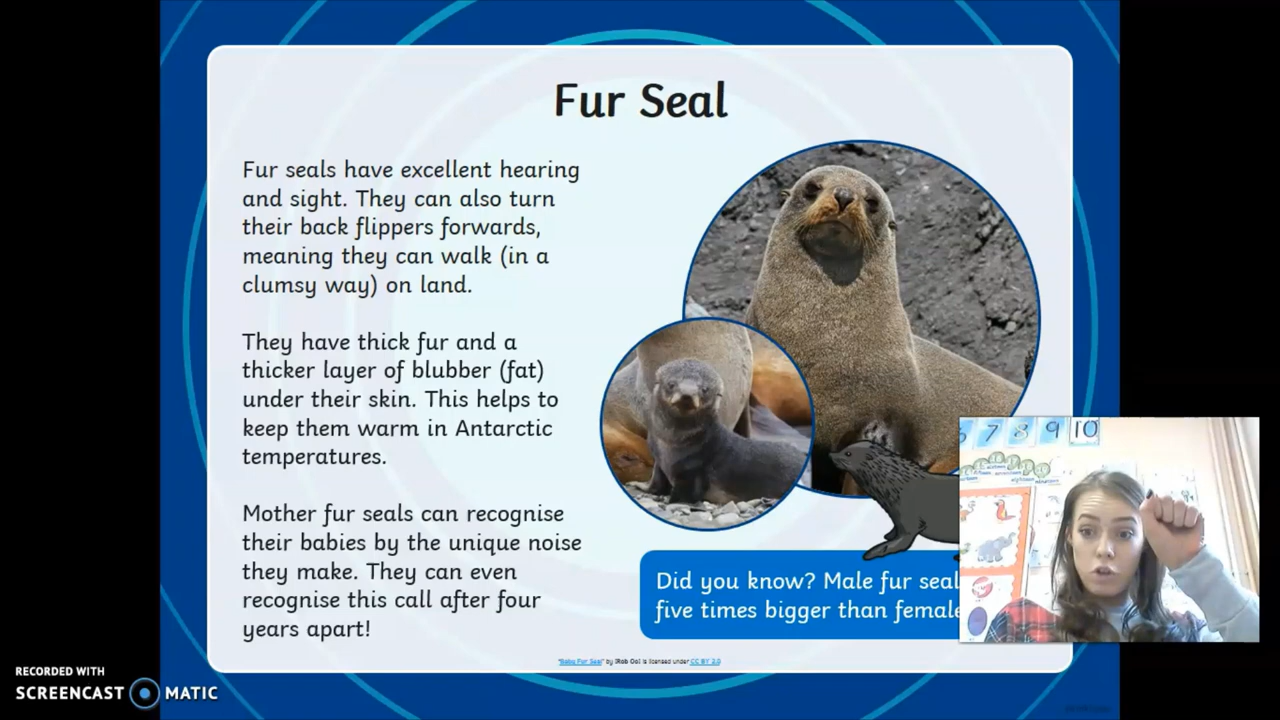 Fur Seal
Fur seals have excellent hearing
and sight. They can also turn
their back flippers forwards,
meaning they can walk (in a
clumsy way) on land.
They have thick fur and a
thicker layer of blubber (fat)
under their skin. This helps to
keep them warm in Antarctic
temperatures.
Mother fur seals can recognise
their babies by the unique noise
they make. They can even
recognise this call after four
years apart!
Did you know? Male fur seal
five times bigger than female
7 8 9 10
"Baby Fur Seal" by is licensed under CC BY 2.0
RECORDED WITH
SCREENCAST MATIC